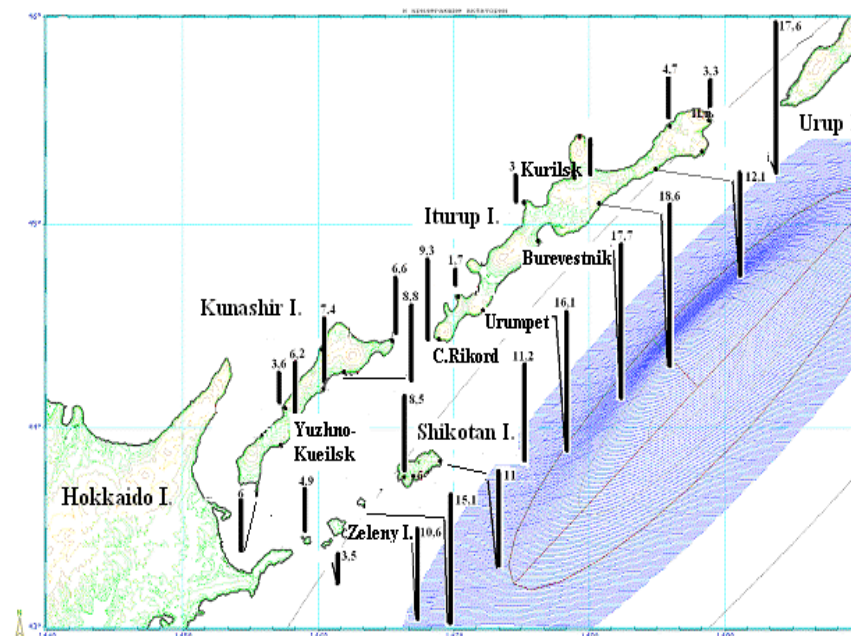 17,6
4.7
3.3
Urup
Kurilsk
3
12.1
18.6
Iturup I.
Burevestnik
17.7
9.3
1.7
6.6
8.8
Kunashir I.
7.4
16,1
Urumpet
C.Rikord
11.2
6.2
3.6
8.5
Shikotan I.
Yuzhno-
Kueilsk
Hokkaido I.
6
4.9
15.1
11
Zeleny I.
10,6
3,5